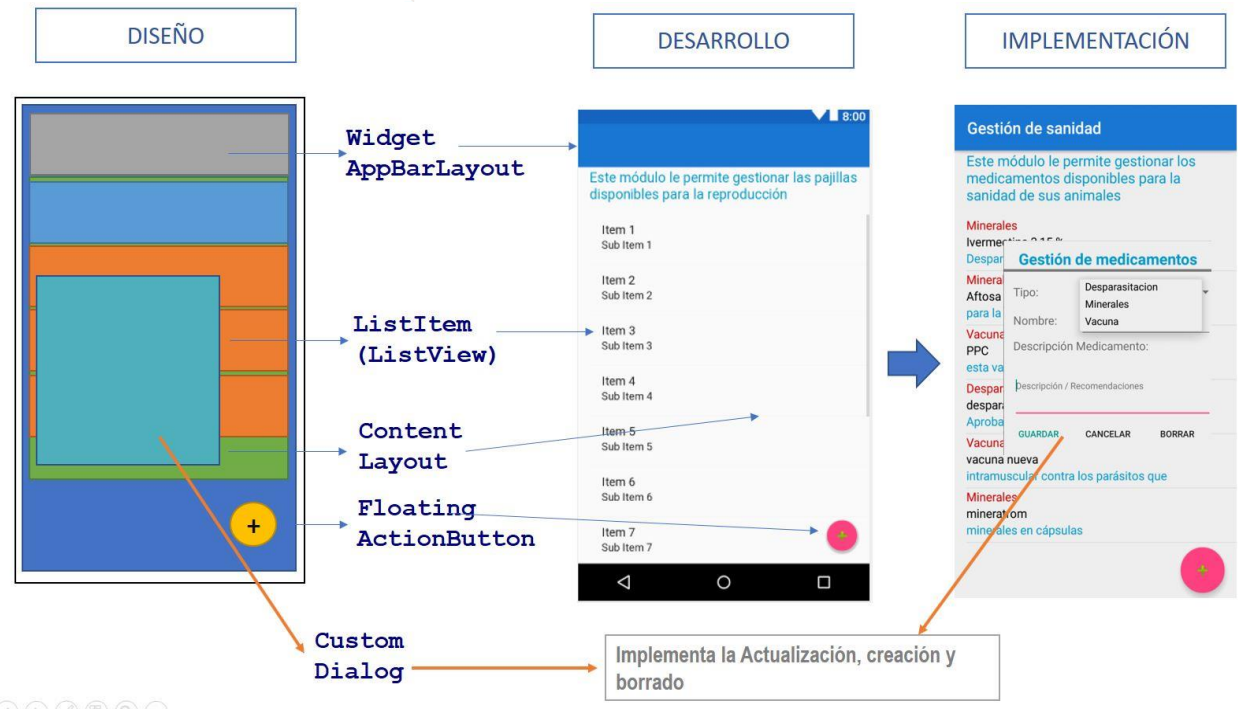 DISEÑO
DESARROLLO
IMPLEMENTACIÓN
Widget
AppBarLayout
ListItem
(ListView)
Content
Layout
Floating
ActionButton
+
Custom
Dialog
8:00
Este módulo le permite gestionar las pajillas
disponibles para la reproducción
Item 1
Sub Item 1
Item 2
Sub Item 2
Item 3
Sub Item 3
Item 4
Sub Item 4
Item 5
Sub Item 5
Item 6
Sub Item 6
Item 7
Sub Item 7
Gestión de sanidad
Este módulo le permite gestionar los
medicamentos disponibles para la
sanidad de sus animales
Minerales
Aftosa
para la
PPC
esta va
Aproba
vacuna nueva
intramuscular contra los parásitos que
Minerales
minerales en cápsulas
Gestión de medicamentos
Tipo:
Desparasitacion
Minerales
Vacuna
Nombre:
Descripción Medicamento:
Descripción / Recomendaciones
GUARDAR CANCELAR BORRAR
Implementa la Actualización, creación y
borrado